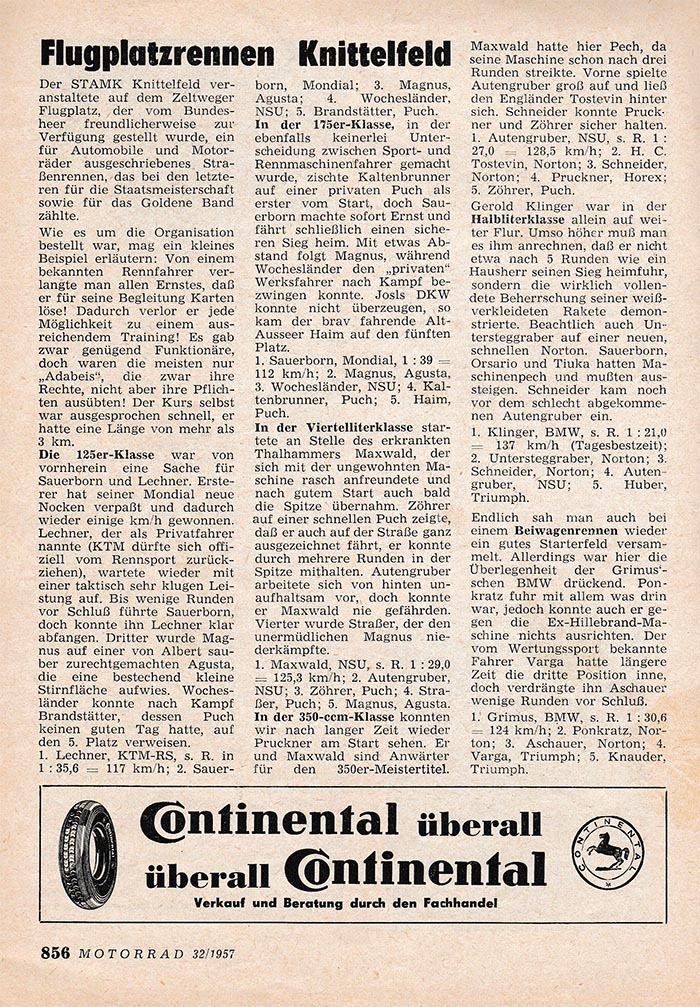 Flugplatzrennen Knittelfeld
Der STAMK Knittelfeld ver-
anstaltete auf dem Zeltweger
Flugplatz, der vom Bundes-
heer freundlicherweise zur
Verfügung gestellt wurde, ein
für Automobile und Motor-
räder ausgeschriebenes Stra-
ßenrennen, das bei den letzte-
ren für die Staatsmeisterschaft
sowie für das Goldene Band
zählte.
Wie es um die Organisation
bestellt war, mag ein kleines
Beispiel erläutern: Von einem
bekannten Rennfahrer ver-
langte man allen Ernstes, daß
er für seine Begleitung Karten
löse! Dadurch verlor er jede
Möglichkeit zu einem aus-
reichendem Training! Es gab
zwar genügend Funktionäre,
doch waren die meisten nur
„Adabeis“, die zwar ihre
Rechte, nicht aber ihre Pflich-
ten ausübten! Der Kurs selbst
war ausgesprochen schnell, er
hatte eine Länge von mehr als
3 km.
Die 125er-Klasse war von
vornherein eine Sache für
Sauerborn und Lechner. Erste-
rer hat seiner Mondial neue
Nocken verpaßt und dadurch
wieder einige km/h gewonnen.
Lechner, der als Privatfahrer
nannte (KTM dürfte sich offi-
ziell vom Rennsport zurück-
ziehen), wartete wieder mit
einer taktisch sehr klugen Lei-
stung auf. Bis wenige Runden
vor Schluß führte Sauerborn,
doch konnte ihn Lechner klar
abfangen. Dritter wurde Mag-
nus auf einer von Albert sau-
ber zurechtgemachten Agusta,
die eine bestechend kleine
Stirnfläche aufwies. Woches-
länder konnte nach Kampf
Brandstätter, dessen Puch
keinen guten Tag hatte, auf
den 5. Platz verweisen.
1. Lechner, KTM-RS, s. R. in
1 : 35,6 = 117 km/h; 2. Sauer-
born, Mondial; 3. Magnus,
Agusta; 4. Wochesländer,
NSU; 5. Brandstätter, Puch.
In der 175er-Klasse, in der
ebenfalls keinerlei Unter-
scheidung zwischen Sport- und
Rennmaschinenfahrer gemacht
wurde, zischte Kaltenbrunner
auf einer privaten Puch als
erster vom Start, doch Sau-
erborn machte sofort Ernst und
fährt schließlich einen siche-
ren Sieg heim. Mit etwas Ab-
stand folgt Magnus, während
Wochesländer den „privaten“
Werksfahrer nach Kampf be-
zwingen konnte. Josls DKW
konnte nicht überzeugen, so
kam der brav fahrende Alt-
Ausseer Haim auf den fünften
Platz.
1. Sauerborn, Mondial, 1 : 39 =
112 km/h; 2. Magnus, Agusta,
3. Wochesländer, NSU; 4. Kal-
tenbrunner, Puch; 5. Haim,
Puch.
In der Viertelliterklasse star-
tete an Stelle des erkrankten
Thalhammers Maxwald, der
sich mit der ungewohnten Ma-
schine rasch anfreundete und
nach gutem Start auch bald
die Spitze übernahm. Zöhrer
auf einer schnellen Puch zeigte,
daß er auch auf der Straße ganz
ausgezeichnet fährt, er konnte
durch mehrere Runden in der
Spitze mithalten. Autengruber
arbeitete sich von hinten un-
aufhaltsam vor, doch konnte
er Maxwald nie gefährden.
Vierter wurde Straßer, der den
unermüdlichen Magnus nie-
derkämpfte.
1. Maxwald, NSU, s. R. 1 : 29,0
= 125,3 km/h; 2. Autengruber,
NSU; 3. Zöhrer, Puch; 4. Stra-
ßer, Puch; 5. Magnus, Agusta.
In der 350-ccm-Klasse konnten
wir nach langer Zeit wieder
Pruckner am Start sehen. Er
und Maxwald sind Anwärter
für den 350er-Meistertitel.
Maxwald hatte hier Pech, da
seine Maschine schon nach drei
Runden streikte. Vorne spielte
Autengruber groß auf und ließ
den Engländer Tostevin hinter
sich. Schneider konnte Pruck-
ner und Zöhrer sicher halten.
1. Autengruber, NSU, s. R. 1 :
27,0 = 128,5 km/h; 2. H. C.
Tostevin, Norton; 3. Schneider,
Norton; 4. Pruckner, Horex;
5. Zöhrer, Puch.
Gerold Klinger war in der
Halbliterklasse allein auf wei-
ter Flur. Umso höher muß man
es ihm anrechnen, daß er nicht
etwa nach 5 Runden wie ein
Hausherr seinen Sieg heimfuhr,
sondern die wirklich vollen-
dete Beherrschung seiner weiß-
verkleideten Rakete demon-
strierte. Beachtlich auch Un-
tersteggraber auf einer neuen,
schnellen Norton. Sauerborn,
Orsario und Tiuka hatten Ma-
schinenpech und mußten aus-
steigen. Schneider kam noch
vor dem schlecht abgekomme-
nen Autengruber ein.
1. Klinger, BMW, s. R. 1 : 21,0
= 137 km/h (Tagesbestzeit);
2. Untersteggraber, Norton; 3.
Schneider, Norton; 4. Auten-
gruber, NSU; 5. Huber,
Triumph.
Endlich sah man auch bei
einem Beiwagenrennen wieder
ein gutes Starterfeld versam-
melt. Allerdings war hier die
Überlegenheit der Grimus'-
schen BMW drückend. Pon-
kratz fuhr mit allem was drin
war, jedoch konnte auch er ge-
gen die Ex-Hillebrand-Ma-
schine nichts ausrichten. Der
vom Wertungssport bekannte
Fahrer Varga hatte längere
Zeit die dritte Position inne,
doch verdrängte ihn Aschauer
wenige Runden vor Schluß.
1. Grimus, BMW, s. R. 1 : 30,6
= 124 km/h; 2. Ponkratz, Nor-
ton; 3. Aschauer, Norton; 4.
Varga, Triumph; 5. Knauder,
Triumph.
Continental überall
überall Continental
Verkauf und Beratung durch den Fachhandel
CONTINENTAL
856 MOTORRAD 32/1957